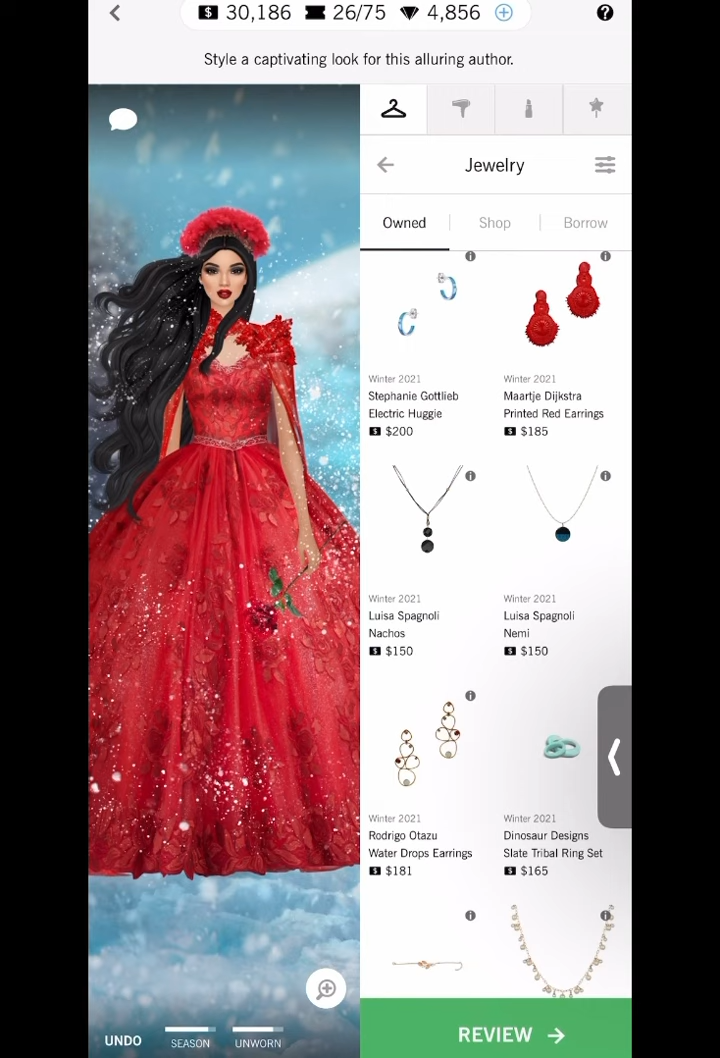 30,186 26/75 4,856
Style a captivating look for this alluring author.
Jewelry
Owned Shop Borrow
Winter 2021
Stephanie Gottlieb
Electric Huggie
$ $200
Winter 2021
Maartje Dijkstra
Printed Red Earrings
$ $185
Winter 2021
Luisa Spagnoli
Nachos
$ $150
Winter 2021
Luisa Spagnoli
Nemi
$ $150
Winter 2021
Rodrigo Otazu
Water Drops Earrings
$ $181
Winter 2021
Dinosaur Designs
Slate Tribal Ring Set
$ $165
UNDO
SEASON
UNWORN
REVIEW